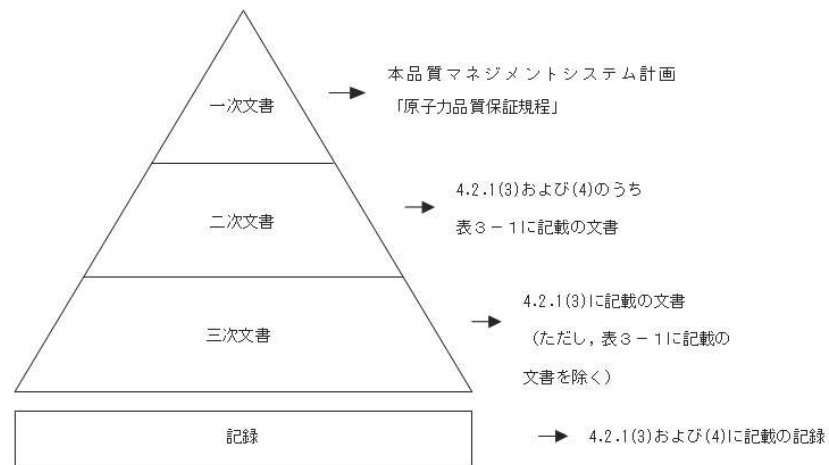 一次文書
本品質マネジメントシステム計画
「原子力品質保証規程」
二次文書
4.2.1(3)および(4)のうち
表3-1に記載の文書
三次文書
4.2.1(3)に記載の文書
(ただし,表3-1に記載の
文書を除く)
記録
4.2.1(3)および(4)に記載の記録